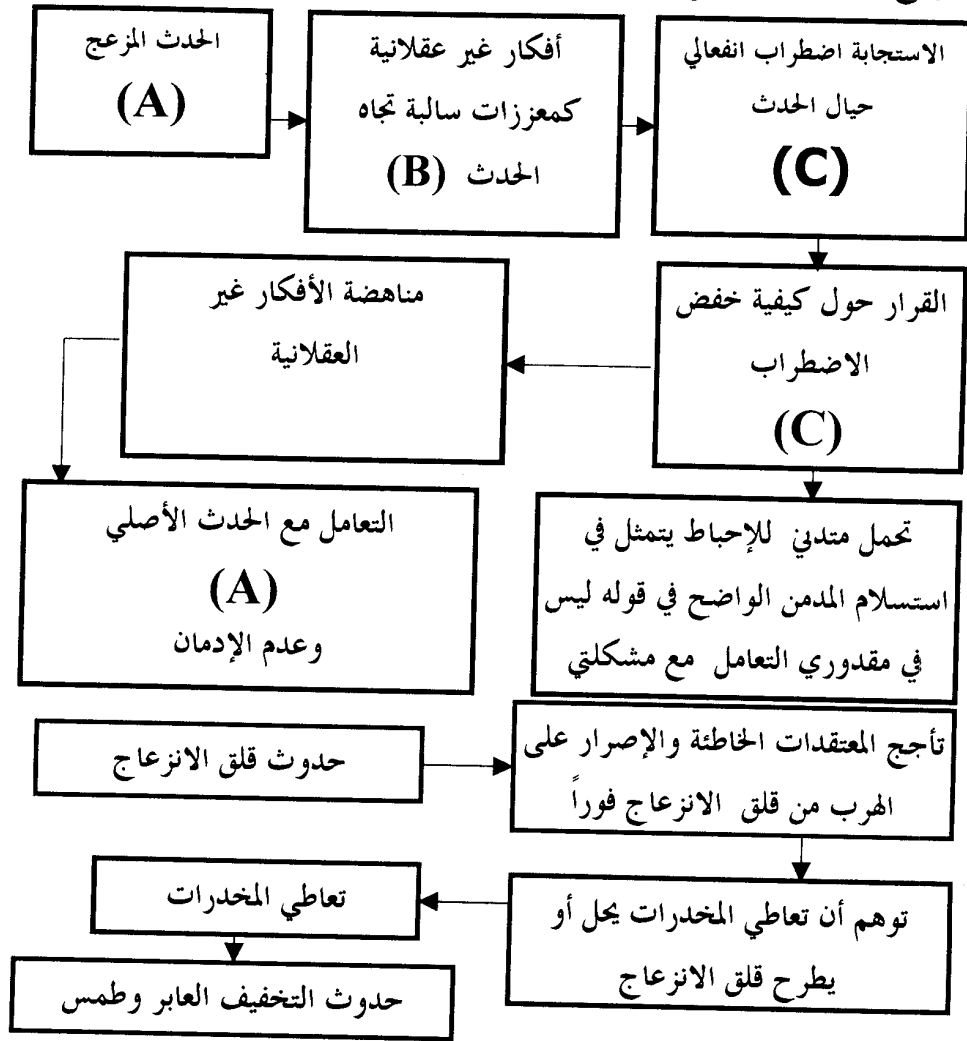 الحدث المزعج
(A)
أفكار غير عقلانية
كمعززات سالبة تجاه
الحدث (B)
الاستجابة اضطراب انفعالي
حيال الحدث
(C)
القرار حول كيفية خفض
الاضطراب
(C)
مناهضة الأفكار غير
العقلانية
التعامل مع الحدث الأصلي
(A)
وعدم الإدمان
تحمل متدني للإحباط يتمثل في
استسلام المدمن الواضح في قوله ليس
في مقدوري التعامل مع مشكلتي
حدوث قلق الانزعاج
تأجج المعتقدات الخاطئة والإصرار على
الهرب من قلق الانزعاج فوراً
توهم أن تعاطي المخدرات يحل أو
يطرح قلق الانزعاج
تعاطي المخدرات
حدوث التخفيف العابر وطمس